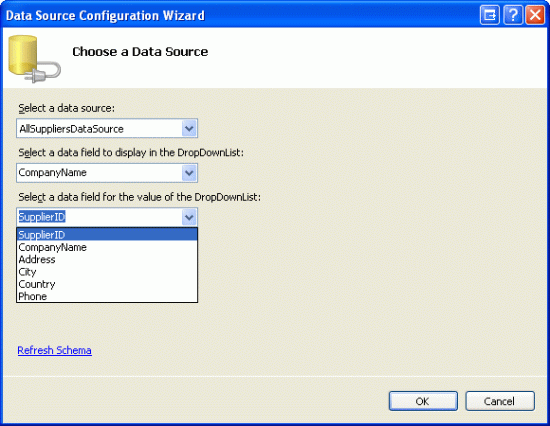 Data Source Configuration Wizard
Choose a Data Source
Select a data source:
AllSuppliersDataSource
Select a data field to display in the DropDownList:
CompanyName
Select a data field for the value of the DropDownList:
SupplierID
SupplierID
CompanyName
Address
City
Country
Phone
Refresh Schema
OK Cancel